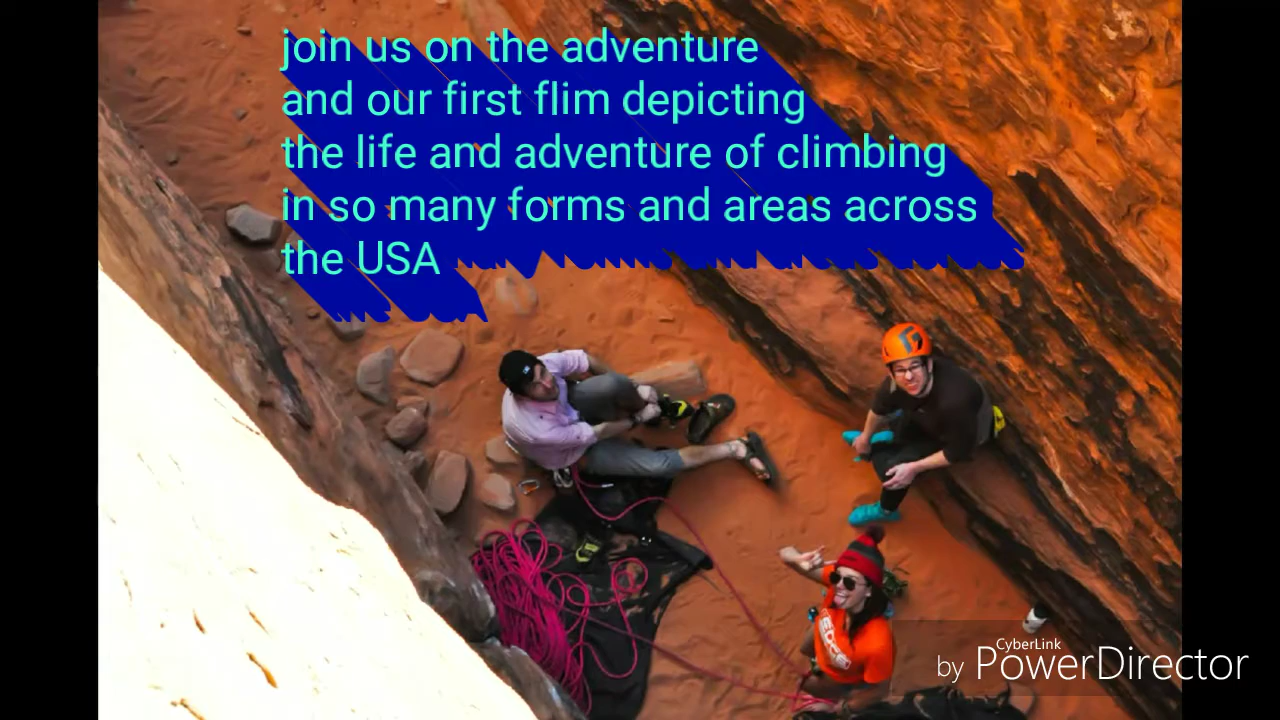 join us on the adventure
and our first flim depicting
the life and adventure of climbing
in so many forms and areas across
the USA
CyberLink
by PowerDirector